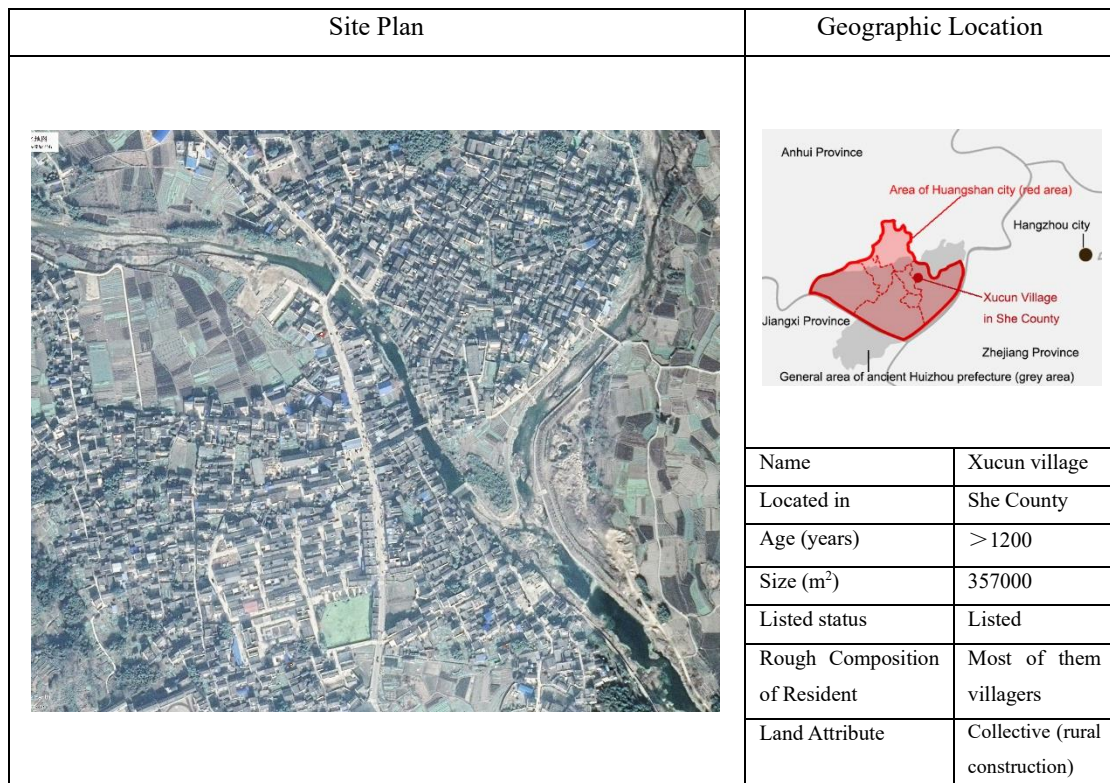 Site Plan
Geographic Location
Anhui Province
Area of Huangshan city (red area)
Hangzhou city
Xucun Village
in She County
Jiangxi Province
Zhejiang Province
General area of ancient Huizhou prefecture (grey area)
Name Xucun village
Located in She County
Age (years) ＞1200
Size (m²) 357000
Listed status Listed
Rough Composition Most of them
of Resident villagers
Land Attribute Collective (rural
construction)